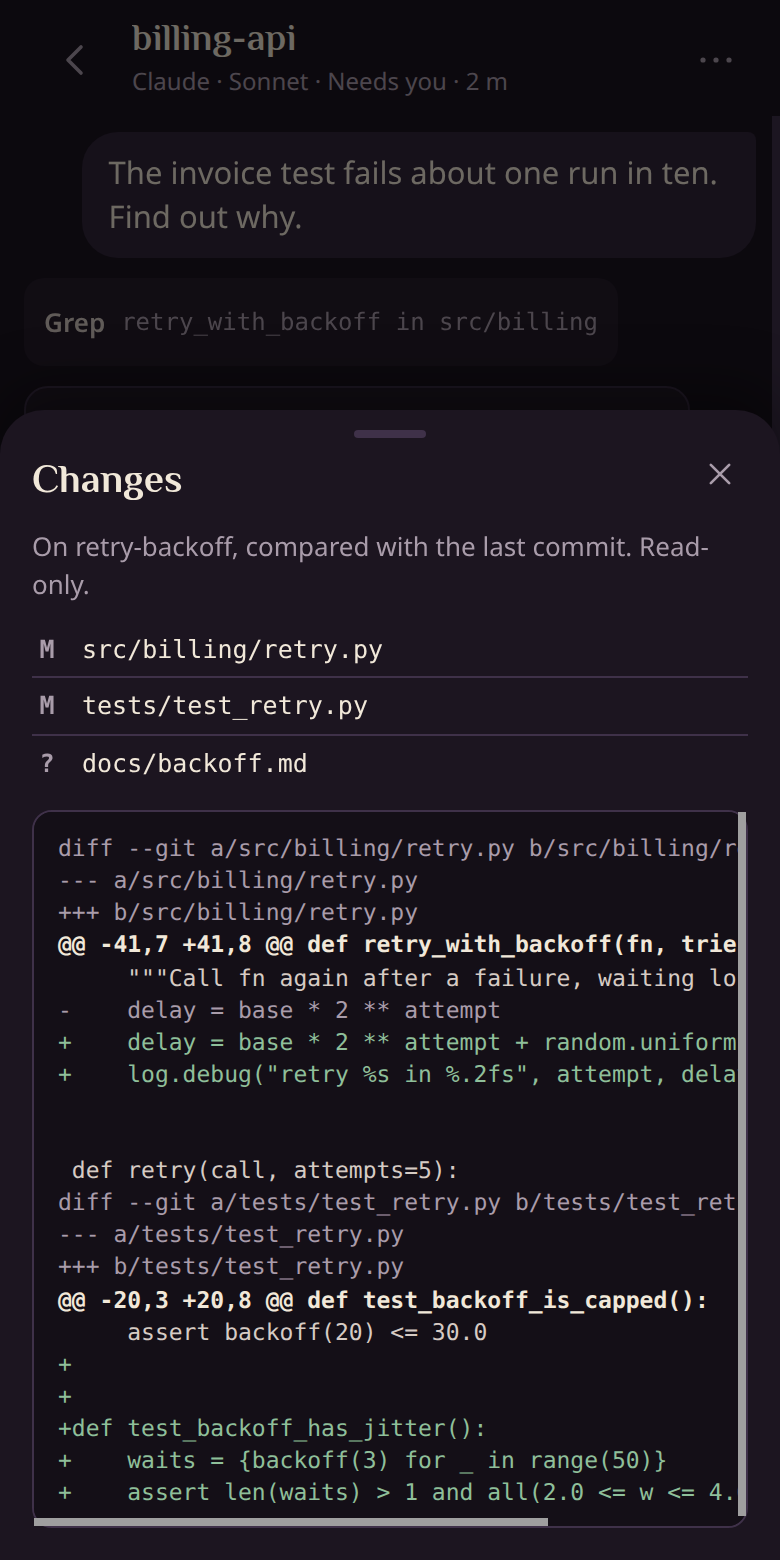 billing-api
Claude · Sonnet · Needs you · 2 m
The invoice test fails about one run in ten.
Find out why.
Grep retry_with_backoff in src/billing
Changes
On retry-backoff, compared with the last commit. Read-
only.
M src/billing/retry.py
M tests/test_retry.py
? docs/backoff.md
diff --git a/src/billing/retry.py b/src/billing/r
--- a/src/billing/retry.py
+++ b/src/billing/retry.py
@@ -41,7 +41,8 @@ def retry_with_backoff(fn, trie
     """Call fn again after a failure, waiting lo
-    delay = base * 2 ** attempt
+    delay = base * 2 ** attempt + random.uniform
+    log.debug("retry %s in %.2fs", attempt, dela
 def retry(call, attempts=5):
diff --git a/tests/test_retry.py b/tests/test_ret
--- a/tests/test_retry.py
+++ b/tests/test_retry.py
@@ -20,3 +20,8 @@ def test_backoff_is_capped():
     assert backoff(20) <= 30.0
+
+
+def test_backoff_has_jitter():
+    waits = {backoff(3) for _ in range(50)}
+    assert len(waits) > 1 and all(2.0 <= w <= 4.